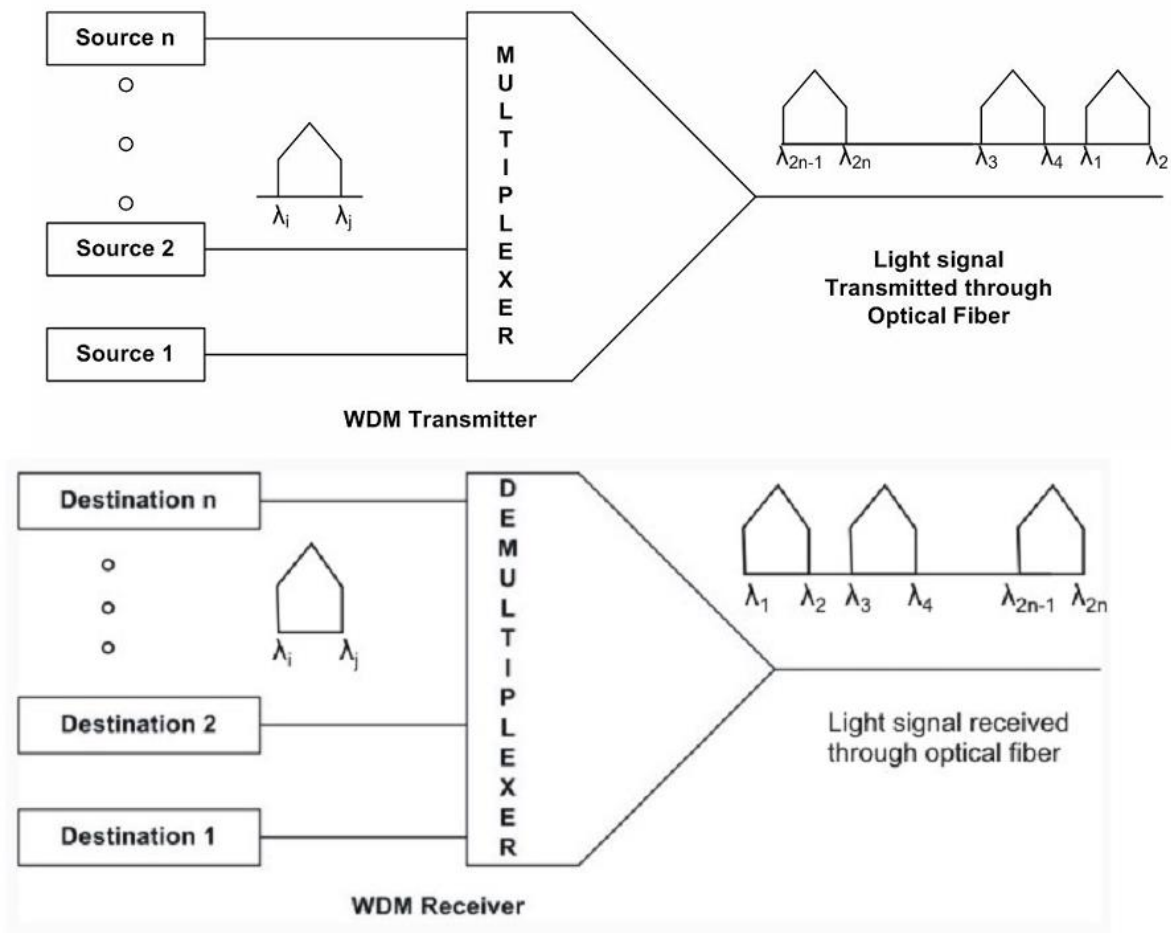 Source n
MULTIPLEXER
λ2n-1 λ2n λ3 λ4 λ1 λ2
λi λj
Source 2
Light signal
Transmitted through
Optical Fiber
Source 1
WDM Transmitter
Destination n
DEMULTIPLEXER
λ1 λ2 λ3 λ4 λ2n-1 λ2n
λi λj
Destination 2
Light signal received
through optical fiber
Destination 1
WDM Receiver